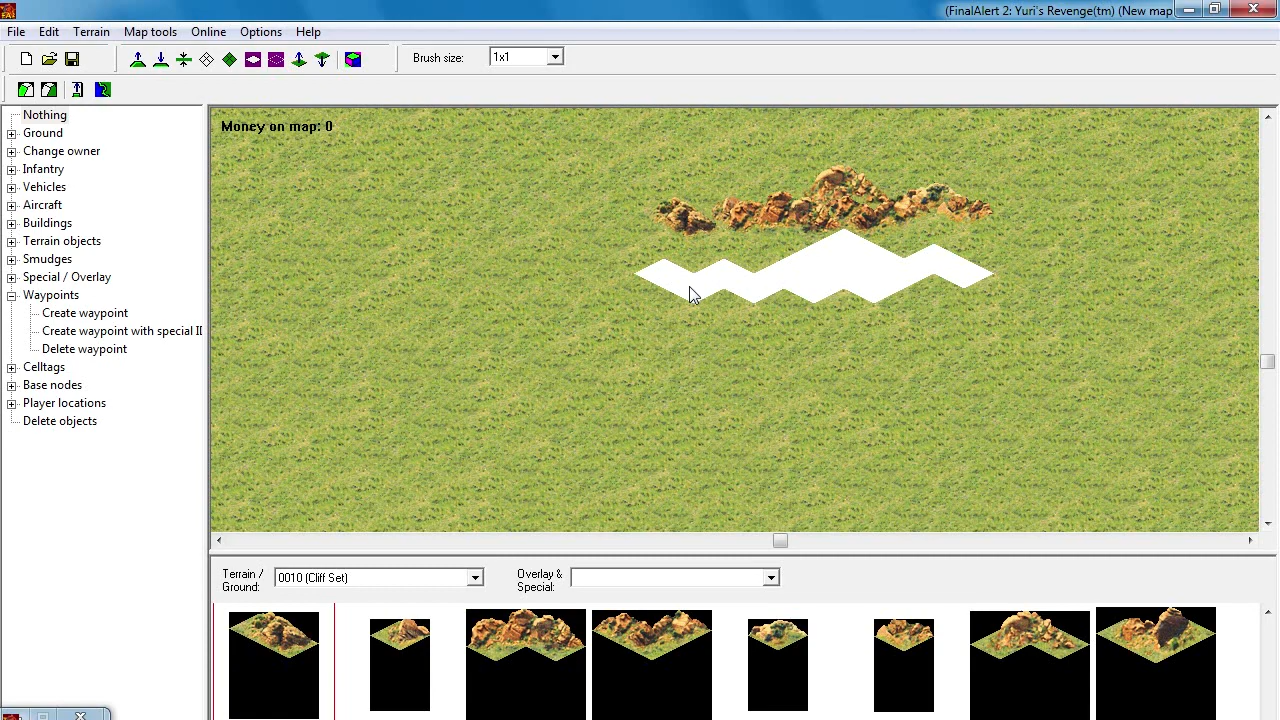 (FinalAlert 2: Yuri's Revenge(tm) (New map
File Edit Terrain Map tools Online Options Help
Brush size: 1x1
Nothing
Ground
Change owner
Infantry
Vehicles
Aircraft
Buildings
Terrain objects
Smudges
Special / Overlay
Waypoints
Create waypoint
Create waypoint with special I
Delete waypoint
Celltags
Base nodes
Player locations
Delete objects
Money on map: 0
Terrain / Ground: 0010 (Cliff Set)
Overlay & Special: